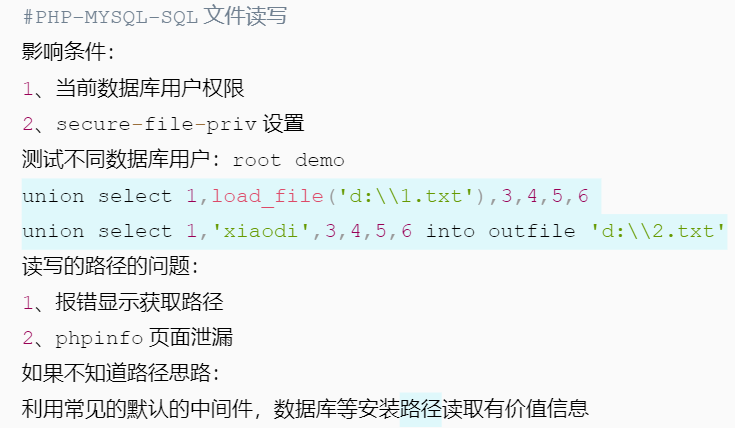 #PHP-MYSQL-SQL 文件读写
影响条件：
1、当前数据库用户权限
2、secure-file-priv 设置
测试不同数据库用户：root demo
union select 1,load_file('d:\\1.txt'),3,4,5,6
union select 1,'xiaodi',3,4,5,6 into outfile 'd:\\2.txt'
读写的路径的问题：
1、报错显示获取路径
2、phpinfo 页面泄漏
如果不知道路径思路：
利用常见的默认的中间件，数据库等安装路径读取有价值信息